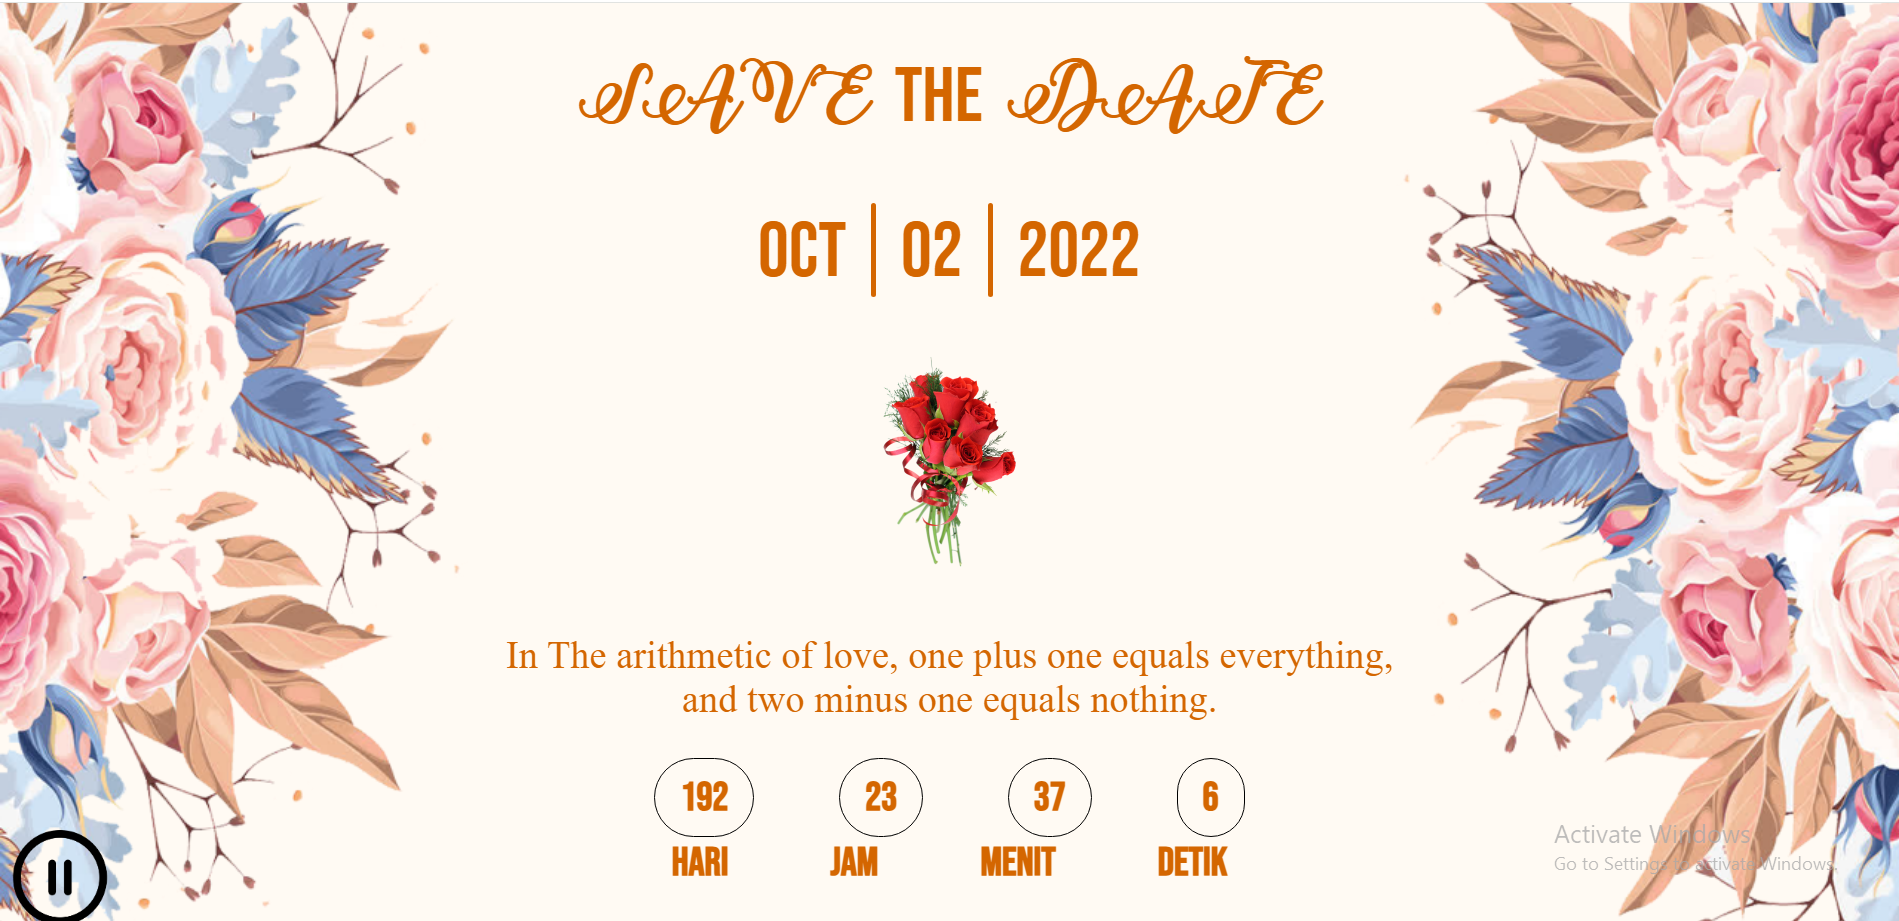 SAVE THE DATE
OCT | 02 | 2022
In The arithmetic of love, one plus one equals everything,
and two minus one equals nothing.
192 23 37 6
HARI JAM MENIT DETIK
Activate Windows
Go to Settings to activate Windows.